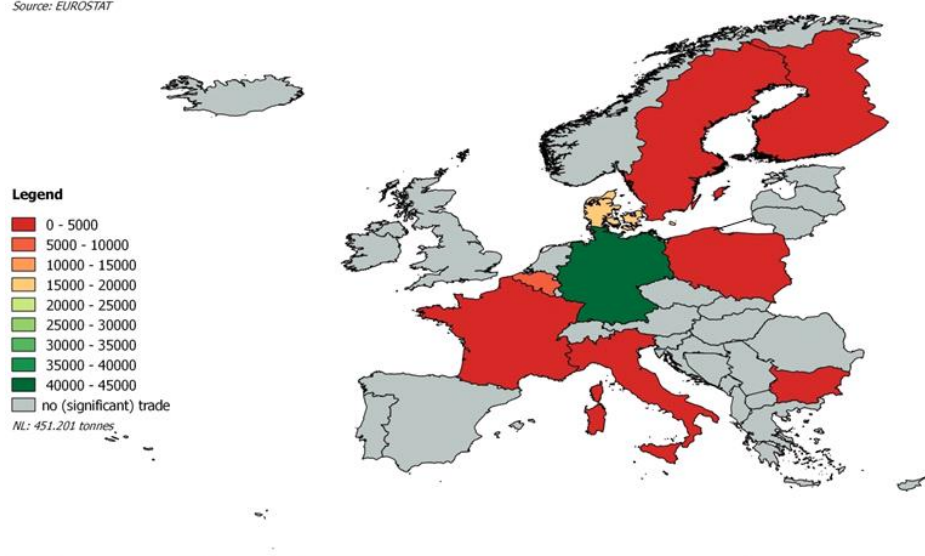 Source: EUROSTAT
Legend
0 - 5000
5000 - 10000
10000 - 15000
15000 - 20000
20000 - 25000
25000 - 30000
30000 - 35000
35000 - 40000
40000 - 45000
no (significant) trade
NL: 451.201 tonnes